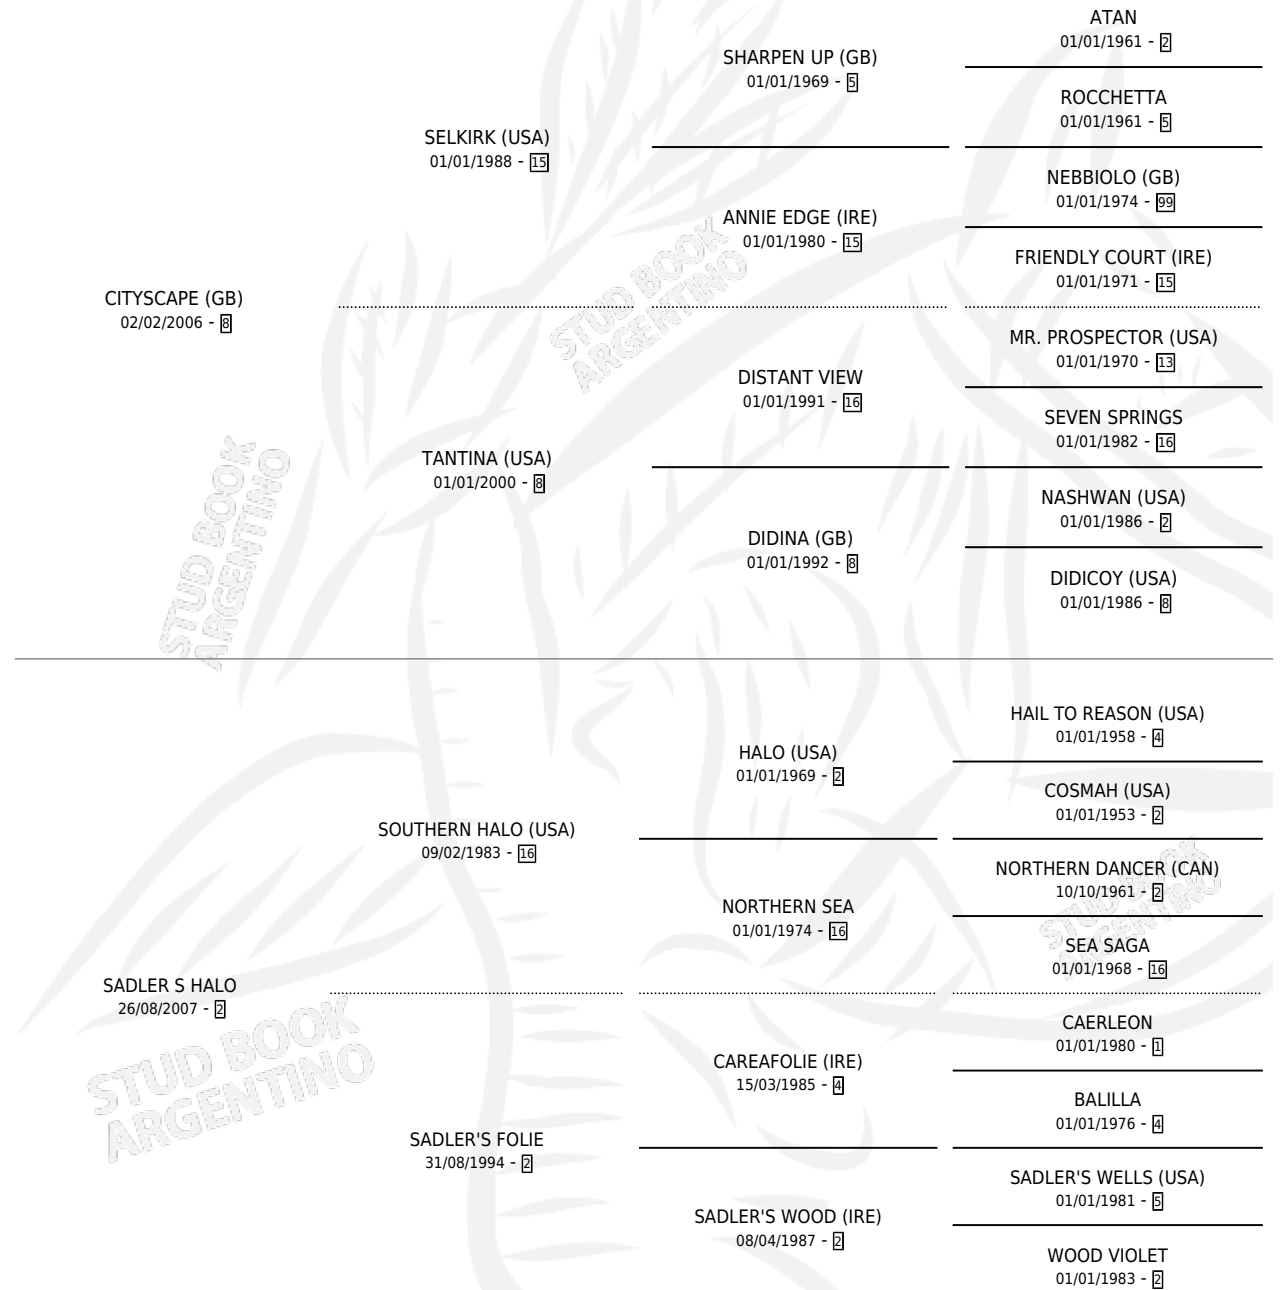 ATAN
01/01/1961 - 2
SHARPEN UP (GB)
01/01/1969 - 5
ROCCHETTA
01/01/1961 - 5
SELKIRK (USA)
01/01/1988 - 15
NEBBIOLO (GB)
01/01/1974 - 99
ANNIE EDGE (IRE)
01/01/1980 - 15
FRIENDLY COURT (IRE)
01/01/1971 - 15
CITYSCAPE (GB)
02/02/2006 - 8
STUD BOOK
ARGENTINO
MR. PROSPECTOR (USA)
01/01/1970 - 13
DISTANT VIEW
01/01/1991 - 16
SEVEN SPRINGS
01/01/1982 - 16
TANTINA (USA)
01/01/2000 - 8
NASHWAN (USA)
01/01/1986 - 2
DIDINA (GB)
01/01/1992 - 8
DIDICOY (USA)
01/01/1986 - 8
STUD BOOK
ARGENTINO
HAIL TO REASON (USA)
01/01/1958 - 4
HALO (USA)
01/01/1969 - 2
COSMAH (USA)
01/01/1953 - 2
SOUTHERN HALO (USA)
09/02/1983 - 16
NORTHERN DANCER (CAN)
10/10/1961 - 2
NORTHERN SEA
01/01/1974 - 16
STUD BOOK
ARGENTINO
SEA SAGA
01/01/1968 - 16
SADLER S HALO
26/08/2007 - 2
CAERLEON
01/01/1980 - 1
CAREAFOLIE (IRE)
15/03/1985 - 4
BALILLA
01/01/1976 - 4
STUD BOOK
ARGENTINO
SADLER'S FOLIE
31/08/1994 - 2
SADLER'S WELLS (USA)
01/01/1981 - 5
SADLER'S WOOD (IRE)
08/04/1987 - 2
WOOD VIOLET
01/01/1983 - 2